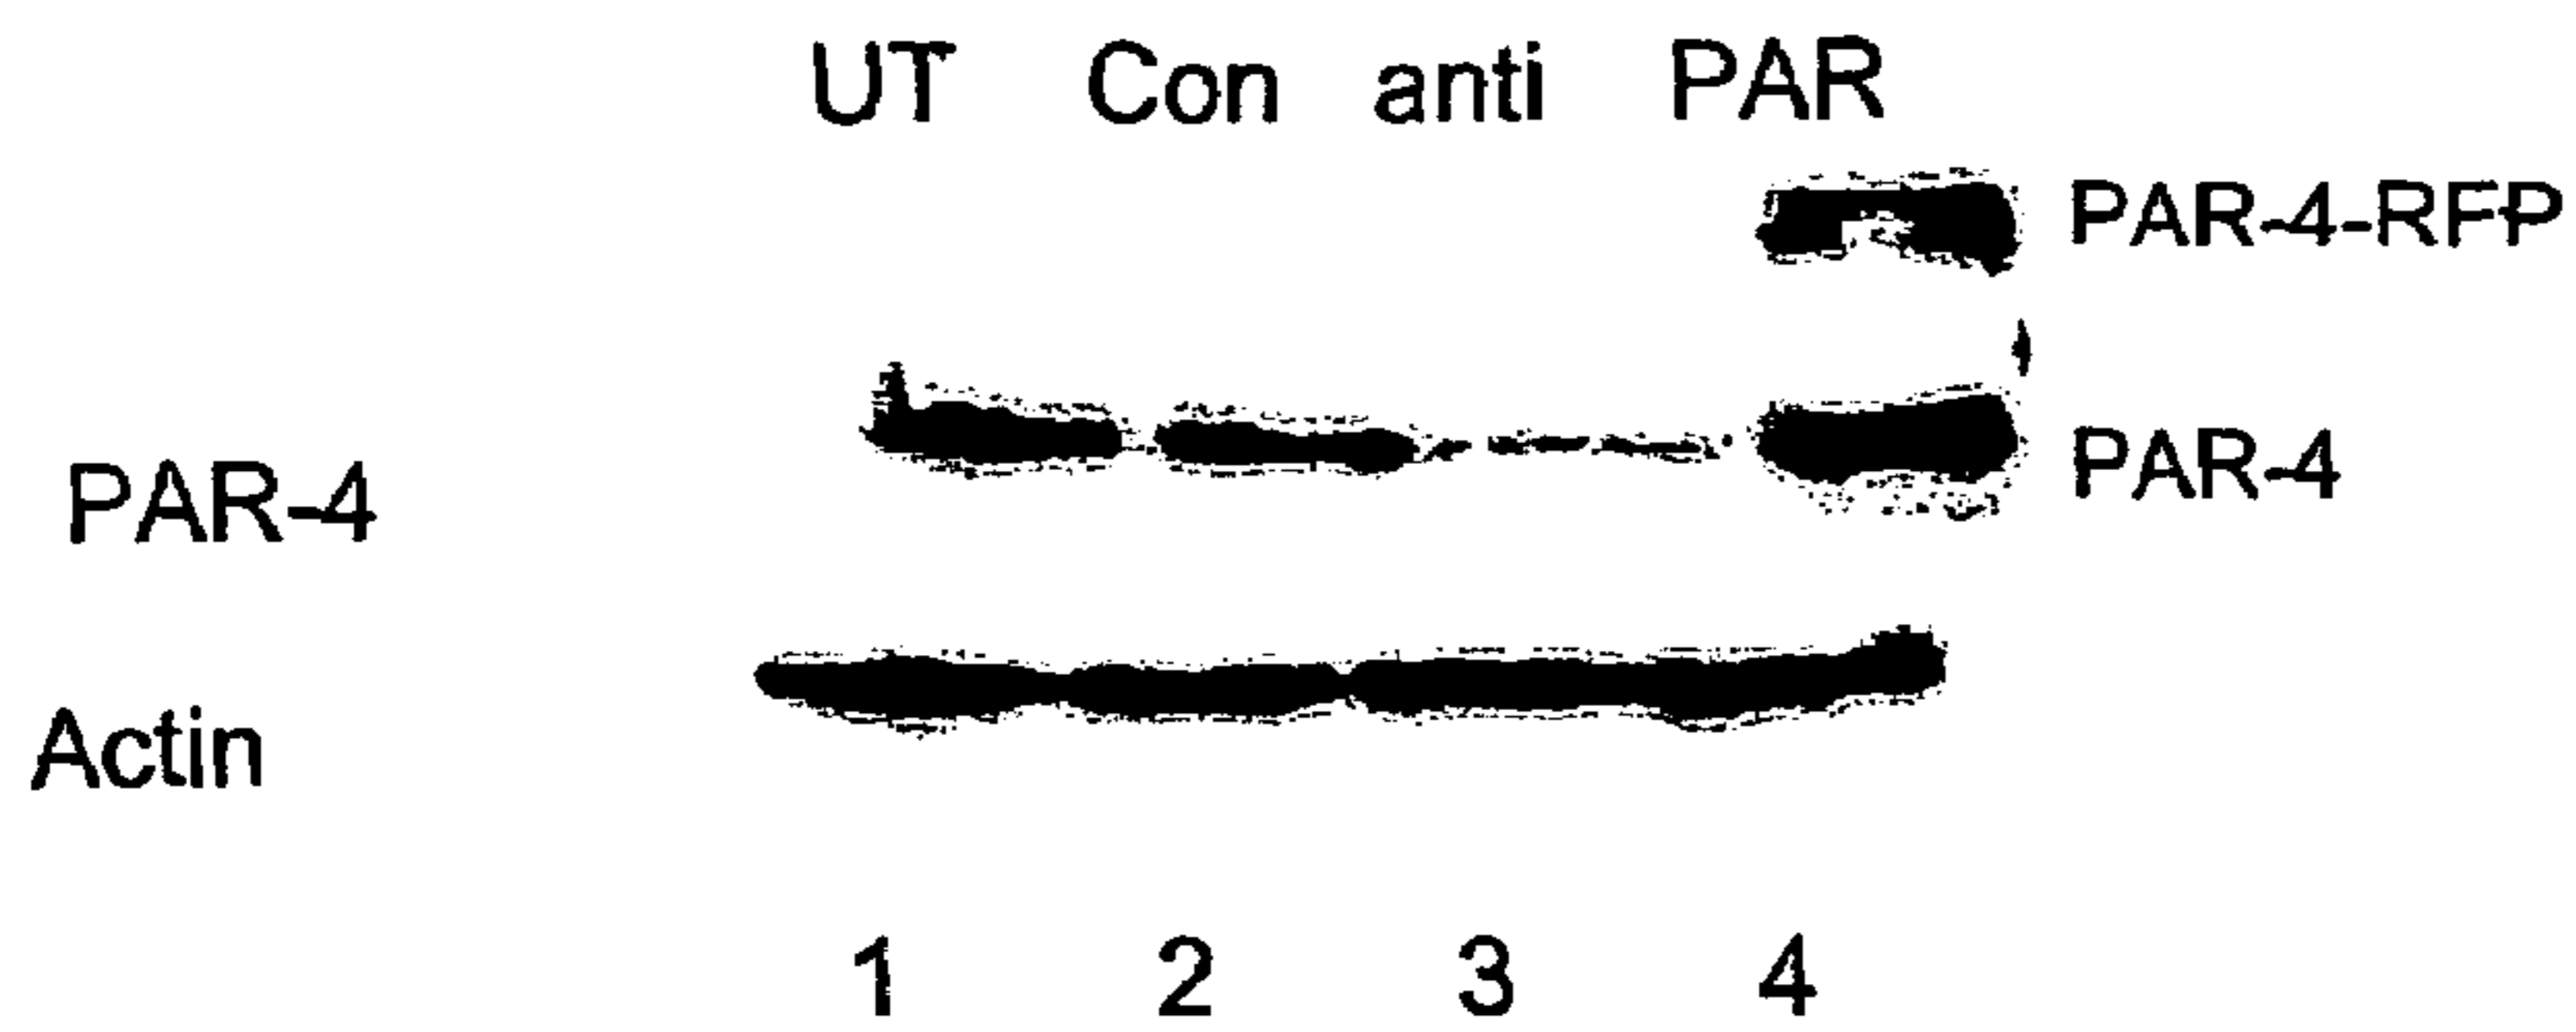 UT Con anti PAR
PAR-4-RFP
PAR-4 PAR-4
Actin
1 2 3 4